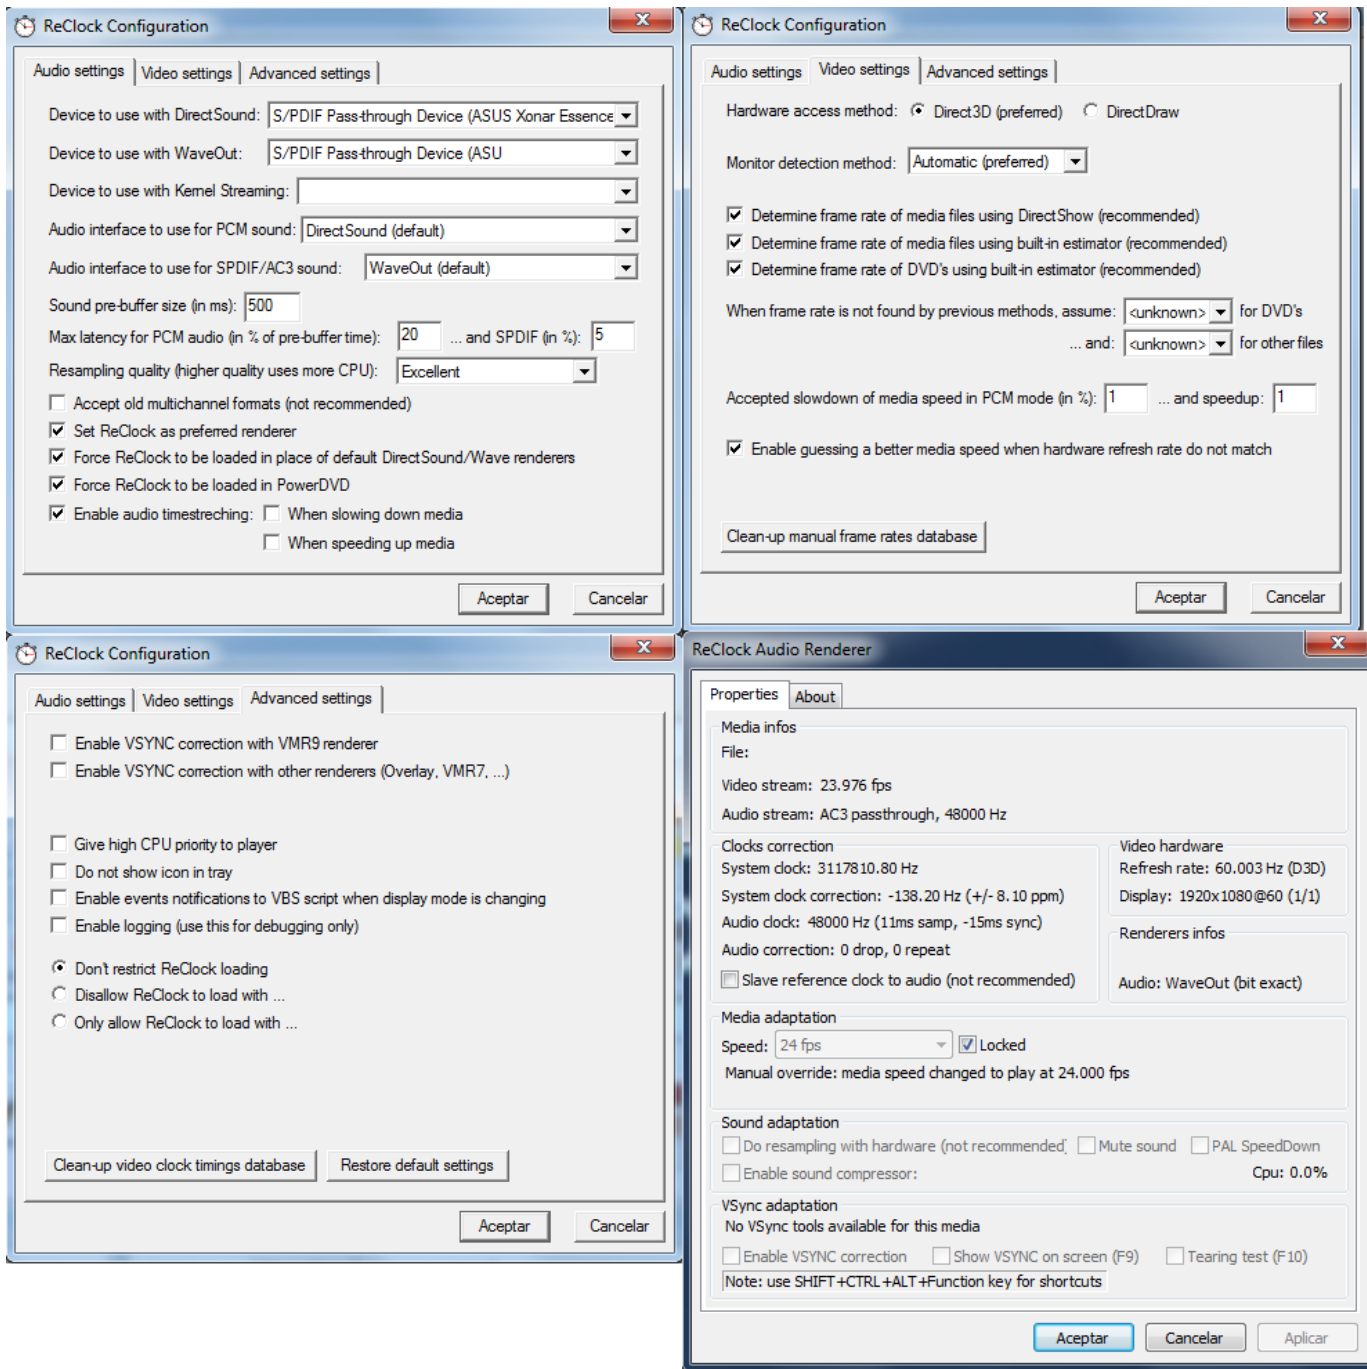 ReClock Configuration
Audio settings Video settings Advanced settings
Device to use with DirectSound: S/PDIF Pass-through Device (ASUS Xonar Essence
Device to use with WaveOut: S/PDIF Pass-through Device (ASU
Device to use with Kernel Streaming:
Audio interface to use for PCM sound: DirectSound (default)
Audio interface to use for SPDIF/AC3 sound: WaveOut (default)
Sound pre-buffer size (in ms): 500
Max latency for PCM audio (in % of pre-buffer time): 20 ... and SPDIF (in %): 5
Resampling quality (higher quality uses more CPU): Excellent
Accept old multichannel formats (not recommended)
Set ReClock as preferred renderer
Force ReClock to be loaded in place of default DirectSound/Wave renderers
Force ReClock to be loaded in PowerDVD
Enable audio timestreching: When slowing down media
When speeding up media
Aceptar Cancelar
ReClock Configuration
Audio settings Video settings Advanced settings
Hardware access method: Direct3D (preferred) DirectDraw
Monitor detection method: Automatic (preferred)
Determine frame rate of media files using DirectShow (recommended)
Determine frame rate of media files using built-in estimator (recommended)
Determine frame rate of DVD's using built-in estimator (recommended)
When frame rate is not found by previous methods, assume: <unknown> for DVD's
... and: <unknown> for other files
Accepted slowdown of media speed in PCM mode (in %): 1 ... and speedup: 1
Enable guessing a better media speed when hardware refresh rate do not match
Clean-up manual frame rates database
Aceptar Cancelar
ReClock Configuration
Audio settings Video settings Advanced settings
Enable VSYNC correction with VMR9 renderer
Enable VSYNC correction with other renderers (Overlay, VMR7, ...)
Give high CPU priority to player
Do not show icon in tray
Enable events notifications to VBS script when display mode is changing
Enable logging (use this for debugging only)
Don't restrict ReClock loading
Disallow ReClock to load with ...
Only allow ReClock to load with ...
Clean-up video clock timings database Restore default settings
Aceptar Cancelar
ReClock Audio Renderer
Properties About
Media infos
File:
Video stream: 23.976 fps
Audio stream: AC3 passthrough, 48000 Hz
Clocks correction
System clock: 3117810.80 Hz
System clock correction: -138.20 Hz (+/- 8.10 ppm)
Audio clock: 48000 Hz (11ms samp, -15ms sync)
Audio correction: 0 drop, 0 repeat
Slave reference clock to audio (not recommended)
Video hardware
Refresh rate: 60.003 Hz (D3D)
Display: 1920x1080@60 (1/1)
Renderers infos
Audio: WaveOut (bit exact)
Media adaptation
Speed: 24 fps Locked
Manual override: media speed changed to play at 24.000 fps
Sound adaptation
Do resampling with hardware (not recommended) Mute sound PAL SpeedDown
Enable sound compressor: Cpu: 0.0%
VSync adaptation
No VSync tools available for this media
Enable VSYNC correction Show VSYNC on screen (F9) Tearing test (F10)
Note: use SHIFT+CTRL+ALT+Function key for shortcuts
Aceptar Cancelar Aplicar